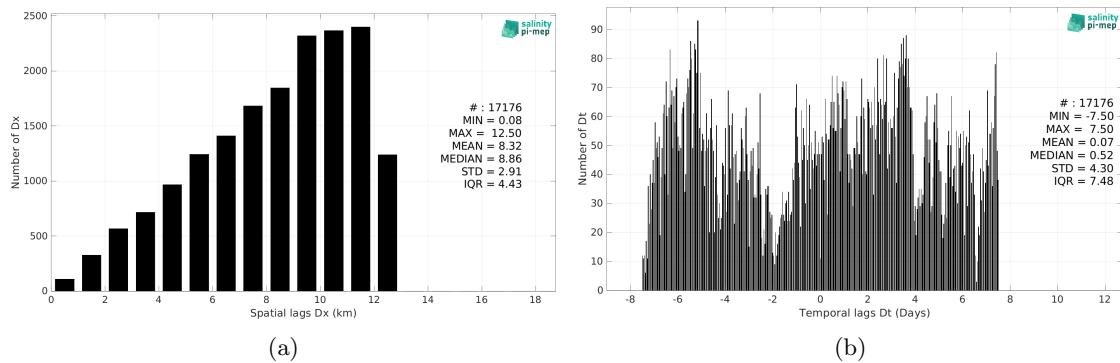 2500
2000
1500
1000
500
0
Number of Dx
salinity
pi-mep
# : 17176
MIN = 0.08
MAX = 12.50
MEAN = 8.32
MEDIAN = 8.86
STD = 2.91
IQR = 4.43
0 2 4 6 8 10 12 14 16 18
Spatial lags Dx (km)
(a)
90
80
70
60
50
40
30
20
10
0
Number of Dt
salinity
pi-mep
# : 17176
MIN = -7.50
MAX = 7.50
MEAN = 0.07
MEDIAN = 0.52
STD = 4.30
IQR = 7.48
-8 -6 -4 -2 0 2 4 6 8 10 12
Temporal lags Dt (Days)
(b)